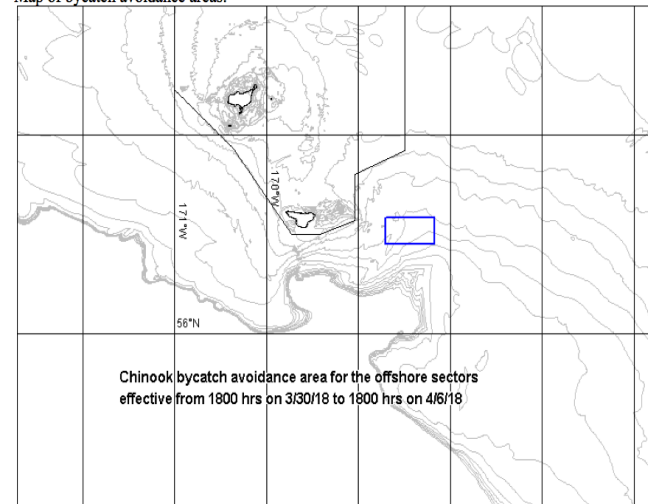 Map of bycatch avoidance areas.
170°W
171°W
56°N
Chinook bycatch avoidance area for the offshore sectors
effective from 1800 hrs on 3/30/18 to 1800 hrs on 4/6/18